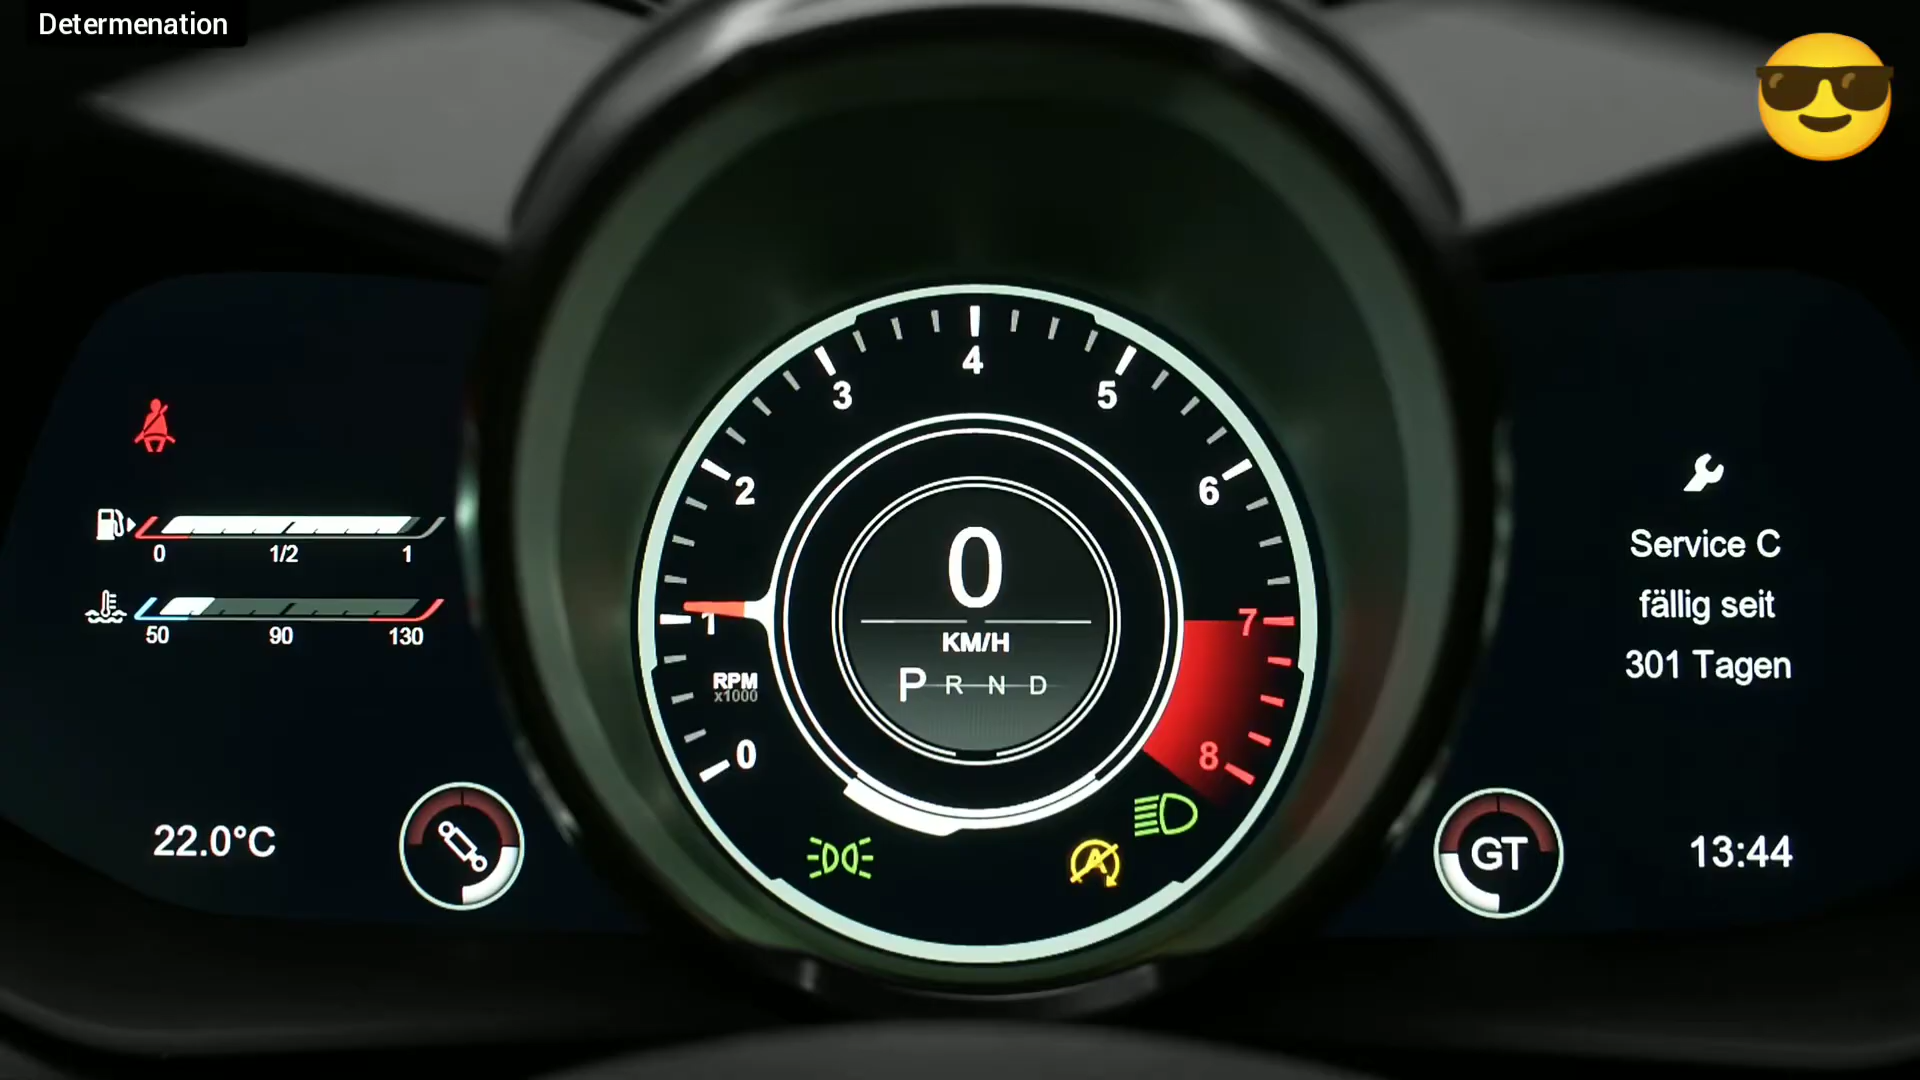 Determenation
4
3
5
2
6
0
1/2
1
50
90
130
1
7
RPM
x1000
0
8
0
KM/H
P R N D
Service C
fällig seit
301 Tagen
22.0°C
A
GT
13:44